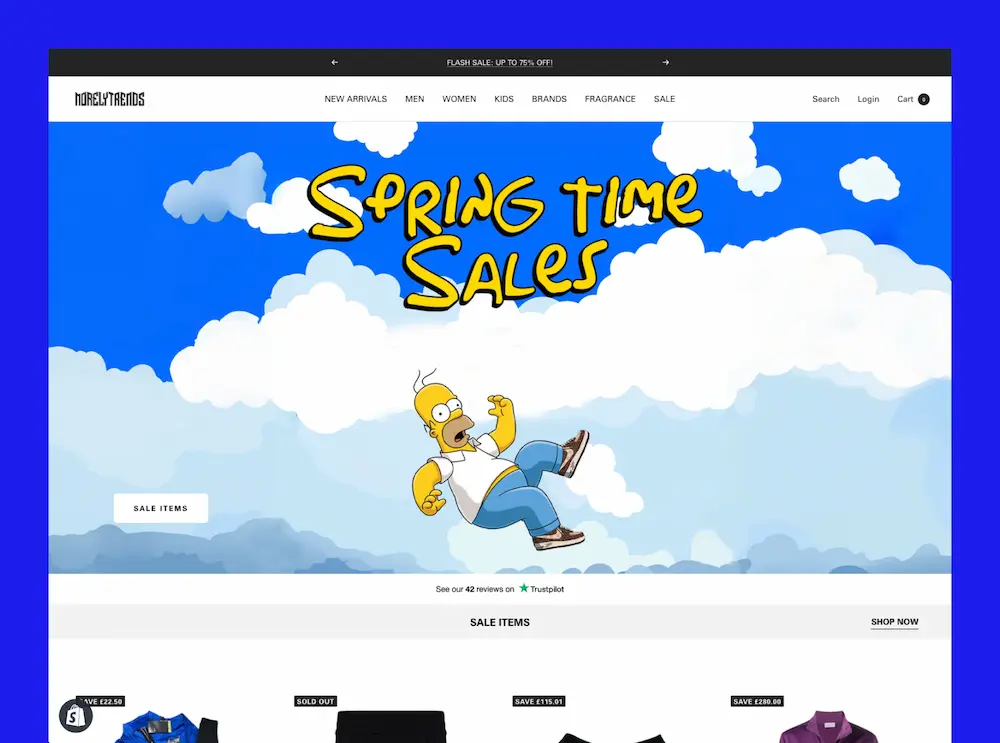 FLASH SALE: UP TO 75% OFF!
NORELYTRENDS
NEW ARRIVALS MEN WOMEN KIDS BRANDS FRAGRANCE SALE
Search Login Cart 0
SPRING TIME
SALES
SALE ITEMS
See our 42 reviews on Trustpilot
SALE ITEMS
SHOP NOW
AVE £22.50
SOLD OUT
SAVE £115.01
SAVE £280.00